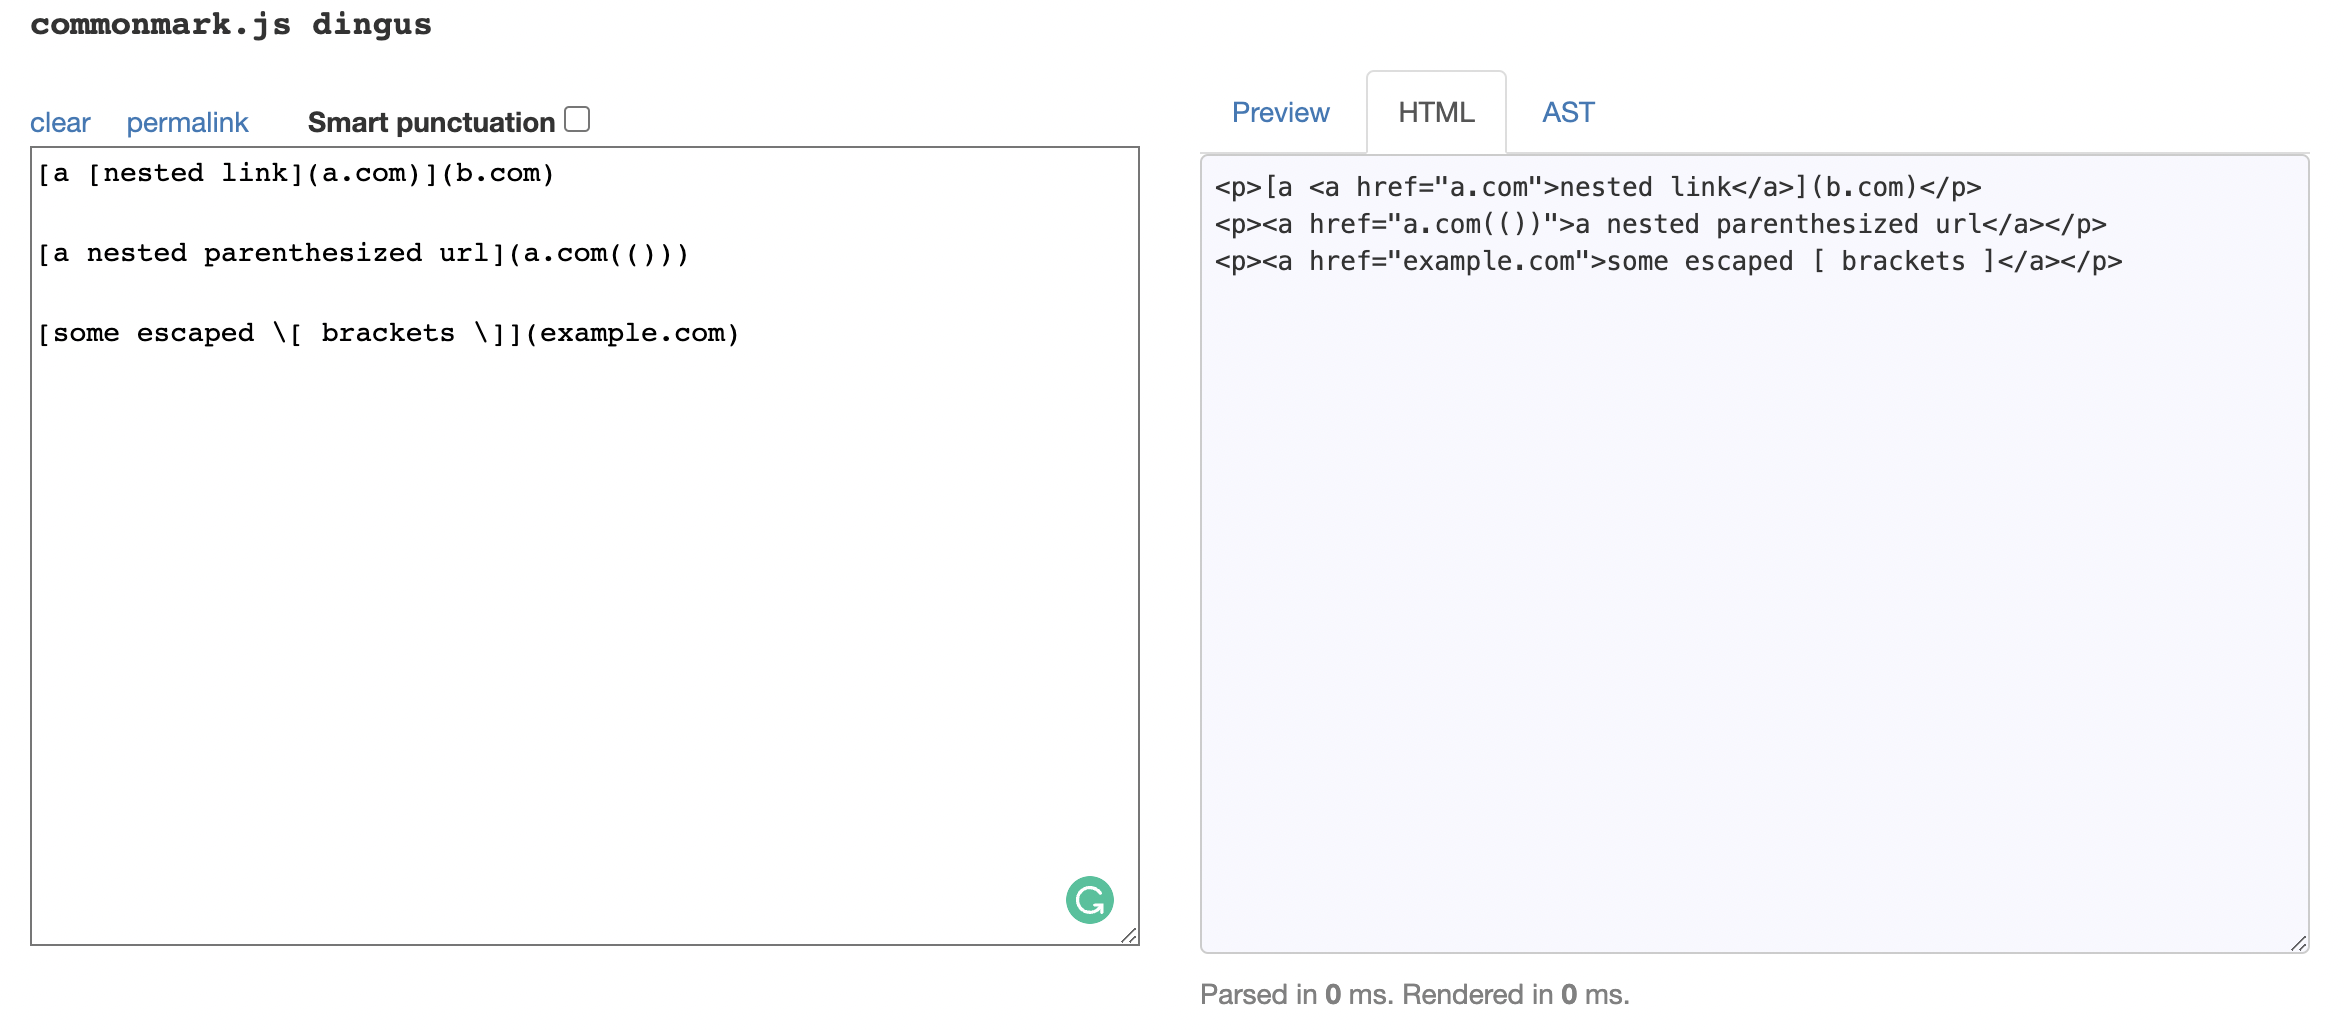 commonmark.js dingus
clear permalink Smart punctuation
[a [nested link](a.com)](b.com)
[a nested parenthesized url](a.com(()))
[some escaped \[ brackets \]](example.com)
Preview HTML AST
<p>[a <a href="a.com">nested link</a>](b.com)</p>
<p><a href="a.com(())">a nested parenthesized url</a></p>
<p><a href="example.com">some escaped [ brackets ]</a></p>
Parsed in 0 ms. Rendered in 0 ms.